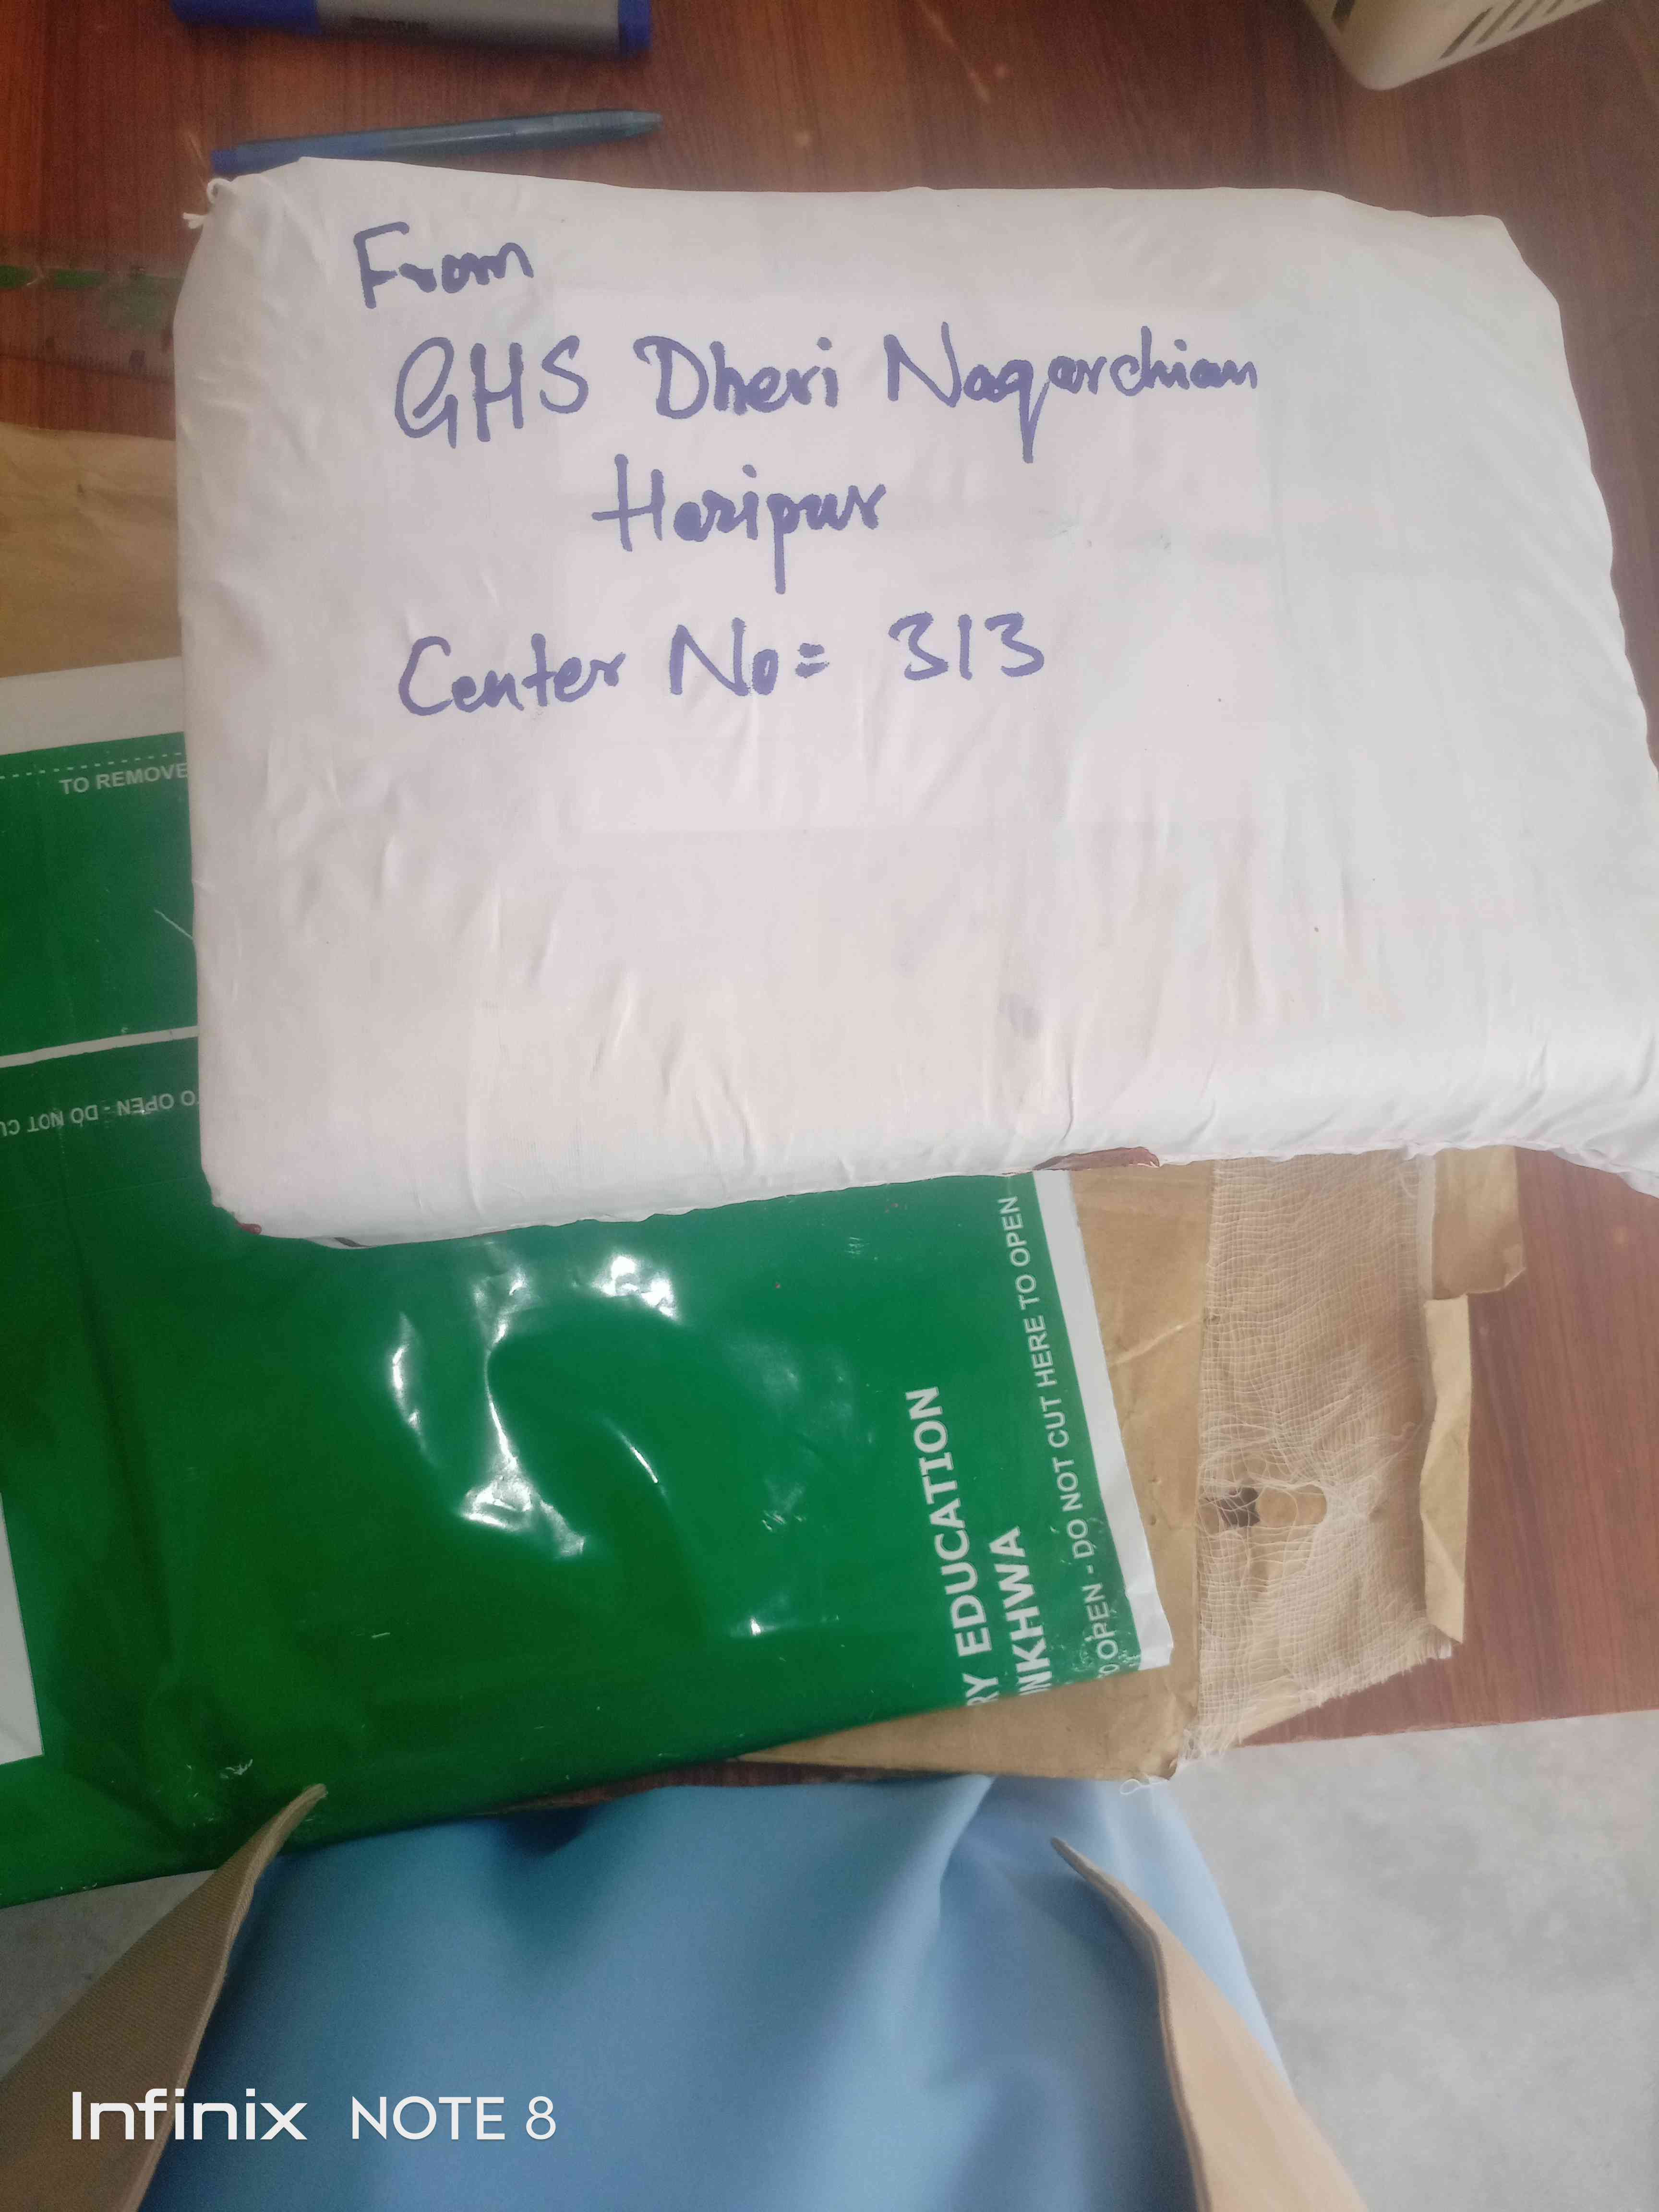 From
GHS Dheri Naqarchian
Haripur
Center No= 313
TO REMOVE
TO OPEN - DO NOT CU
RY EDUCATION
NKHWA
O OPEN - DO NOT CUT HERE TO OPEN
Infinix NOTE 8